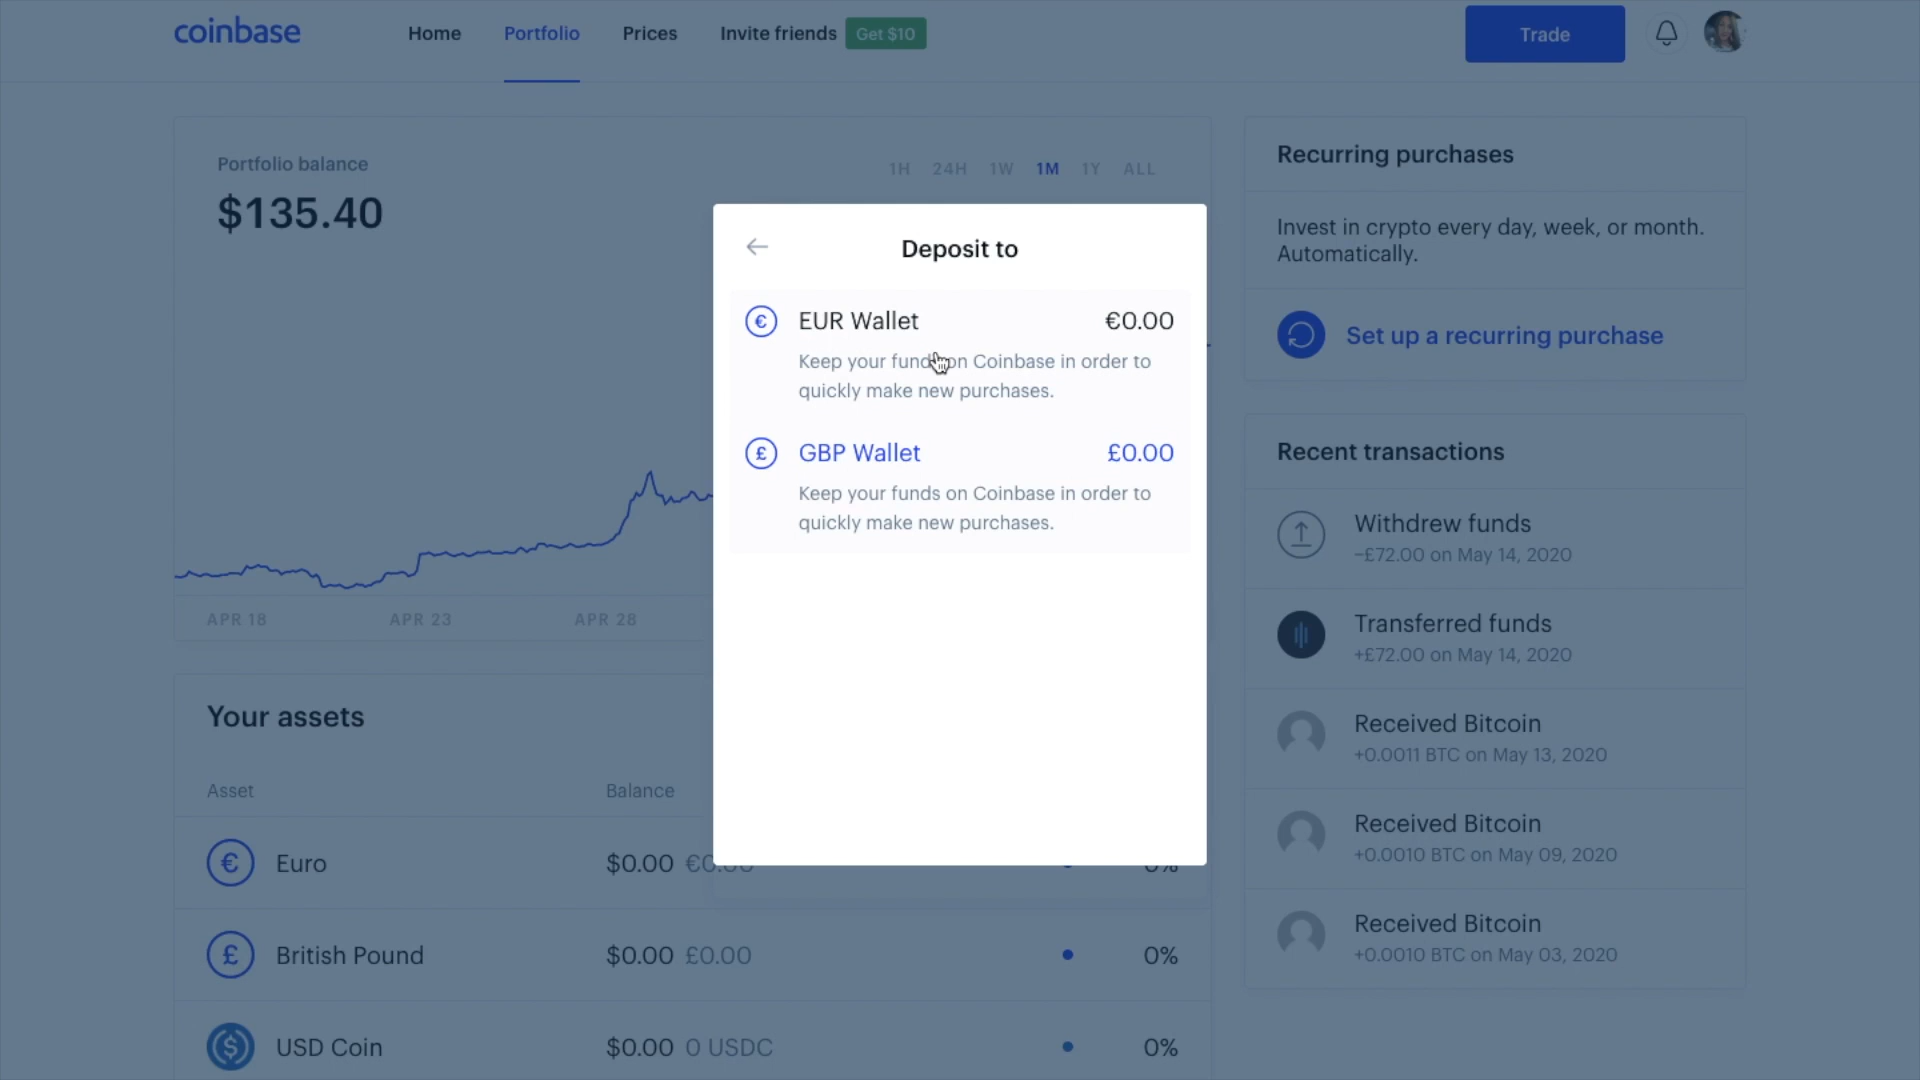 coinbase
Home
Portfolio
Prices
Invite friends
Get $10
Trade
Portfolio balance
$135.40
1H 24H 1W 1M 1Y ALL
APR 18 APR 23 APR 28
Deposit to
€ EUR Wallet €0.00
Keep your funds on Coinbase in order to
quickly make new purchases.
£ GBP Wallet £0.00
Keep your funds on Coinbase in order to
quickly make new purchases.
Your assets
Asset Balance
€ Euro $0.00 €0.00 0%
£ British Pound $0.00 £0.00 0%
$ USD Coin $0.00 0 USDC 0%
Recurring purchases
Invest in crypto every day, week, or month.
Automatically.
Set up a recurring purchase
Recent transactions
Withdrew funds
−£72.00 on May 14, 2020
Transferred funds
+£72.00 on May 14, 2020
Received Bitcoin
+0.0011 BTC on May 13, 2020
Received Bitcoin
+0.0010 BTC on May 09, 2020
Received Bitcoin
+0.0010 BTC on May 03, 2020